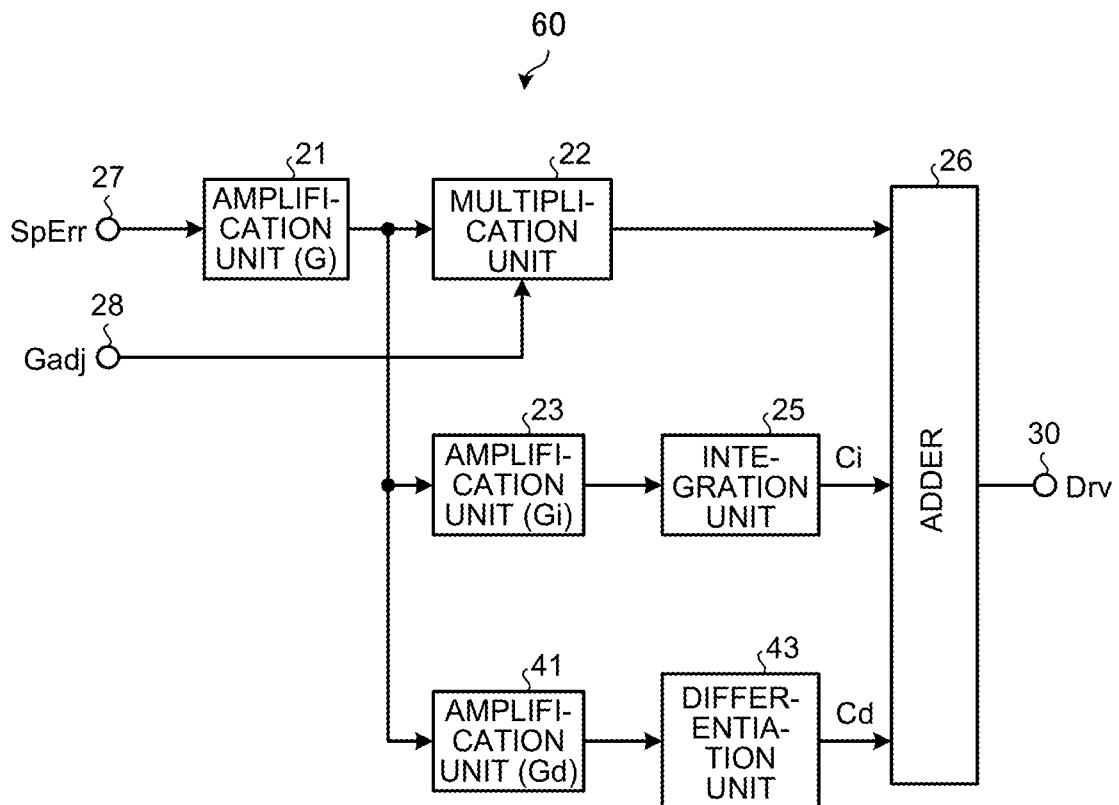 60
27
SpErr
21
AMPLIFI-
CATION
UNIT (G)
22
MULTIPLI-
CATION
UNIT
26
ADDER
28
Gadj
23
AMPLIFI-
CATION
UNIT (Gi)
25
INTE-
GRATION
UNIT
Ci
30
Drv
41
AMPLIFI-
CATION
UNIT (Gd)
43
DIFFER-
ENTIA-
TION
UNIT
Cd